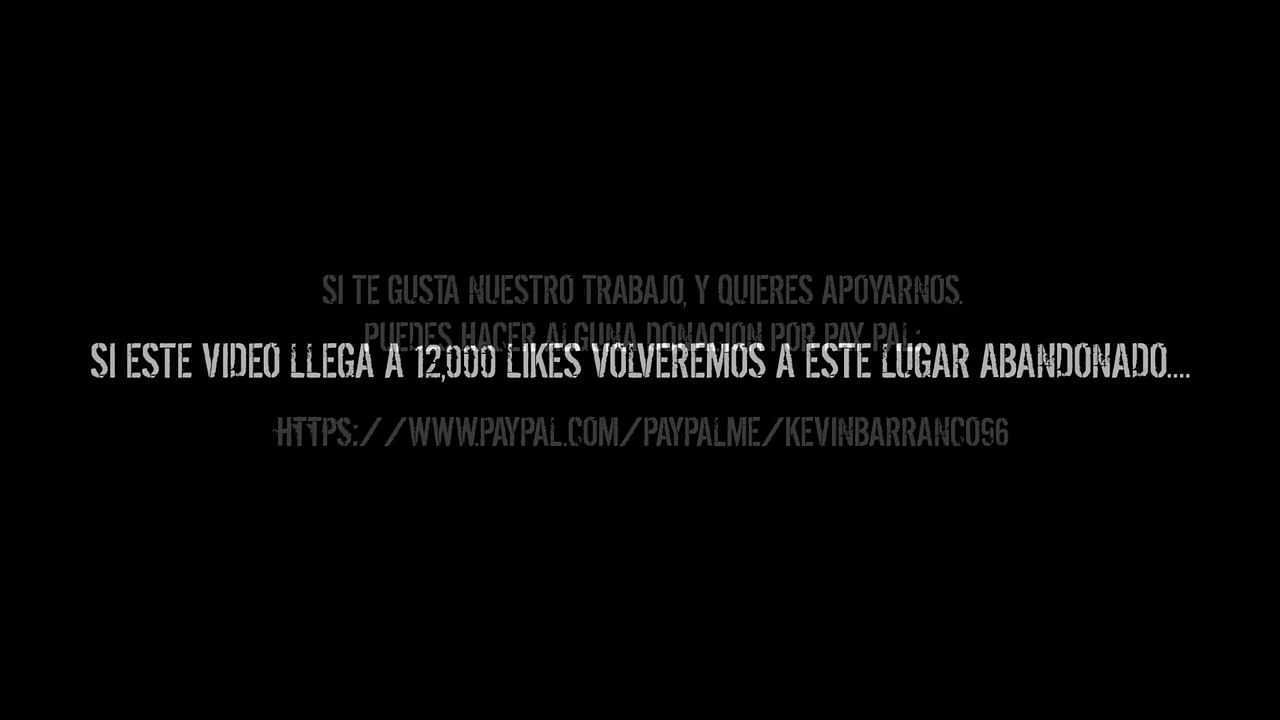 SI TE GUSTA NUESTRO TRABAJO, Y QUIERES APOYARNOS.
PUEDES HACER ALGUNA DONACION POR PAY PAL:
SI ESTE VIDEO LLEGA A 12,000 LIKES VOLVEREMOS A ESTE LUGAR ABANDONADO....
HTTPS://WWW.PAYPAL.COM/PAYPALME/KEVINBARRANCO96